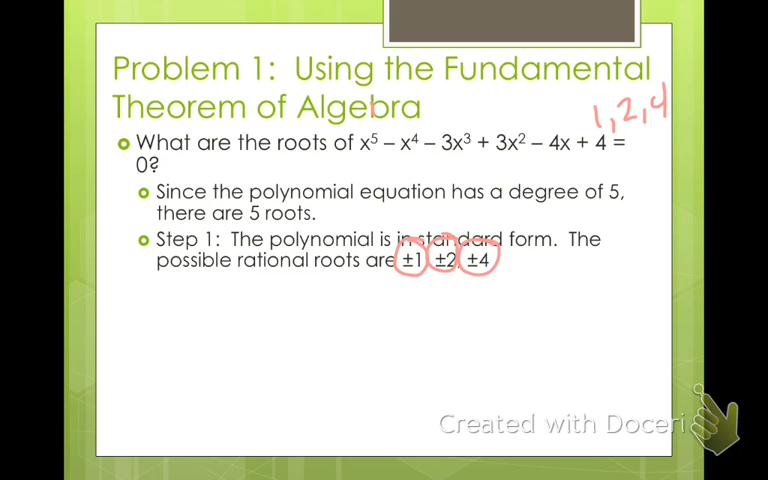 Problem 1: Using the Fundamental
Theorem of Algebra
1, 2, 4
What are the roots of x⁵ – x⁴ – 3x³ + 3x² – 4x + 4 =
0?
Since the polynomial equation has a degree of 5,
there are 5 roots.
Step 1: The polynomial is in standard form. The
possible rational roots are ±1 ±2, ±4
Created with Doceri